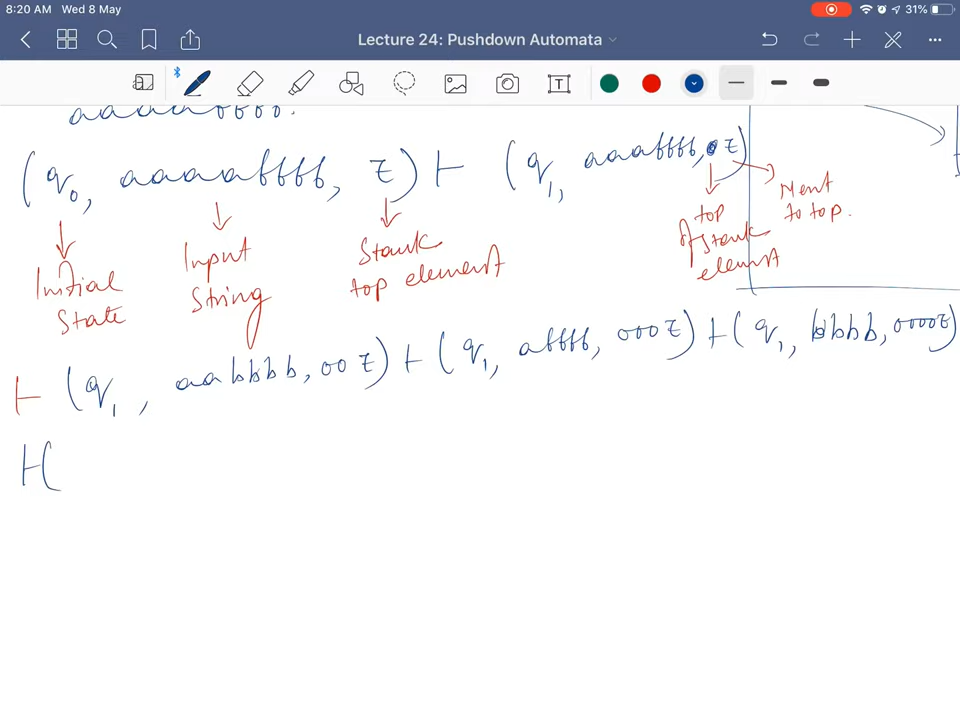 8:20 AM Wed 8 May
31%
Lecture 24: Pushdown Automata
aaaabbbb.
(q0, aaaabbbb, z) ⊢ (q1, aaabbbb, 0z)
Initial State
Input String
Stack top element
top of stack element
Next to top.
⊢ (q1, aabbbb, 00z) ⊢ (q1, abbbb, 000z) ⊢ (q1, bbbb, 0000z)
⊢(